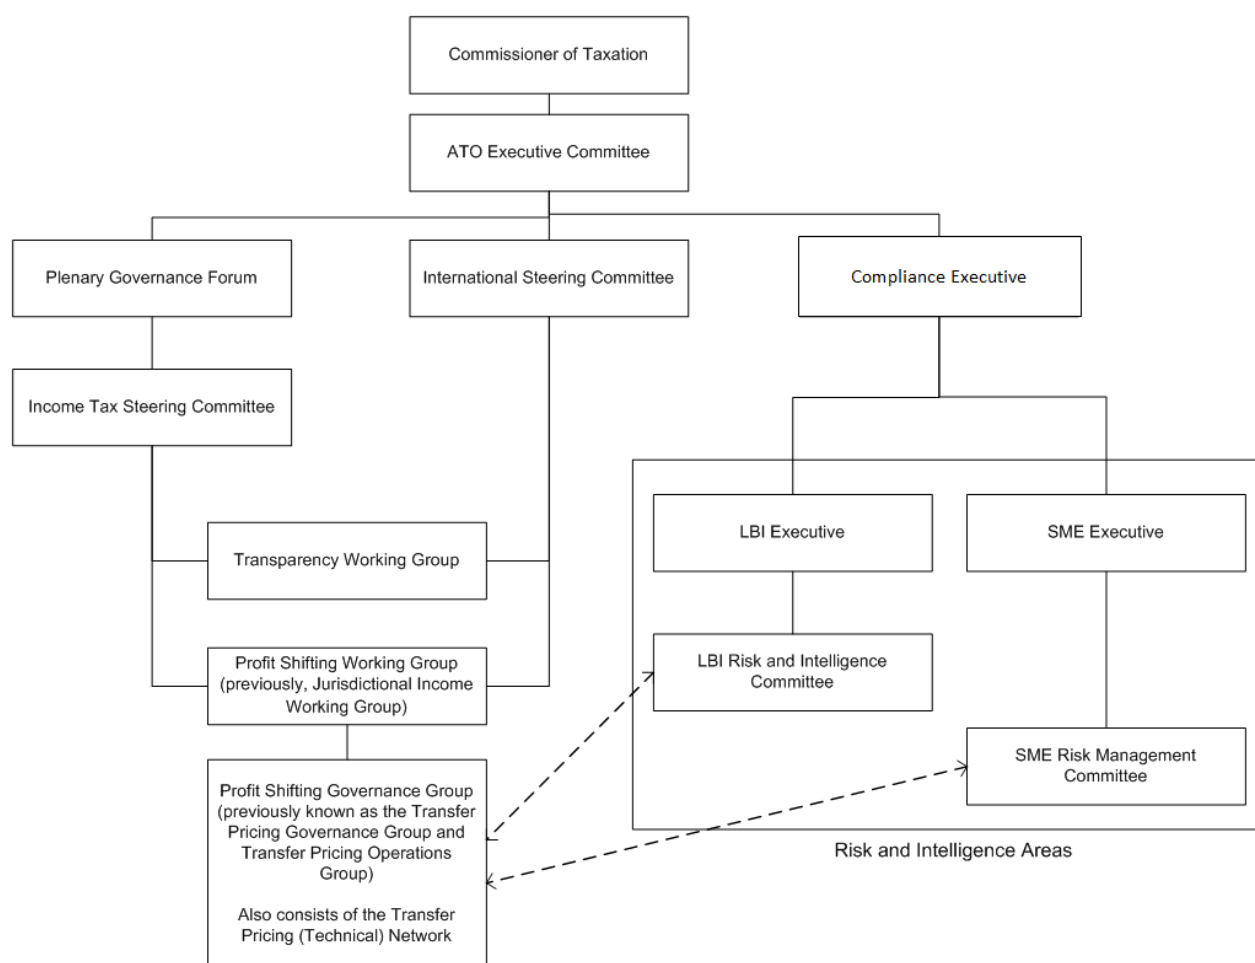 Commissioner of Taxation
ATO Executive Committee
Plenary Governance Forum
International Steering Committee
Compliance Executive
Income Tax Steering Committee
LBI Executive
SME Executive
Transparency Working Group
LBI Risk and Intelligence
Committee
Profit Shifting Working Group
(previously, Jurisdictional Income
Working Group)
SME Risk Management
Committee
Profit Shifting Governance Group
(previously known as the Transfer
Pricing Governance Group and
Transfer Pricing Operations
Group)
Also consists of the Transfer
Pricing (Technical) Network
Risk and Intelligence Areas